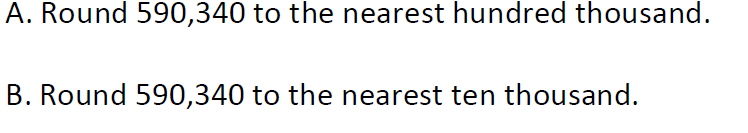 A. Round 590,340 to the nearest hundred thousand.
B. Round 590,340 to the nearest ten thousand.